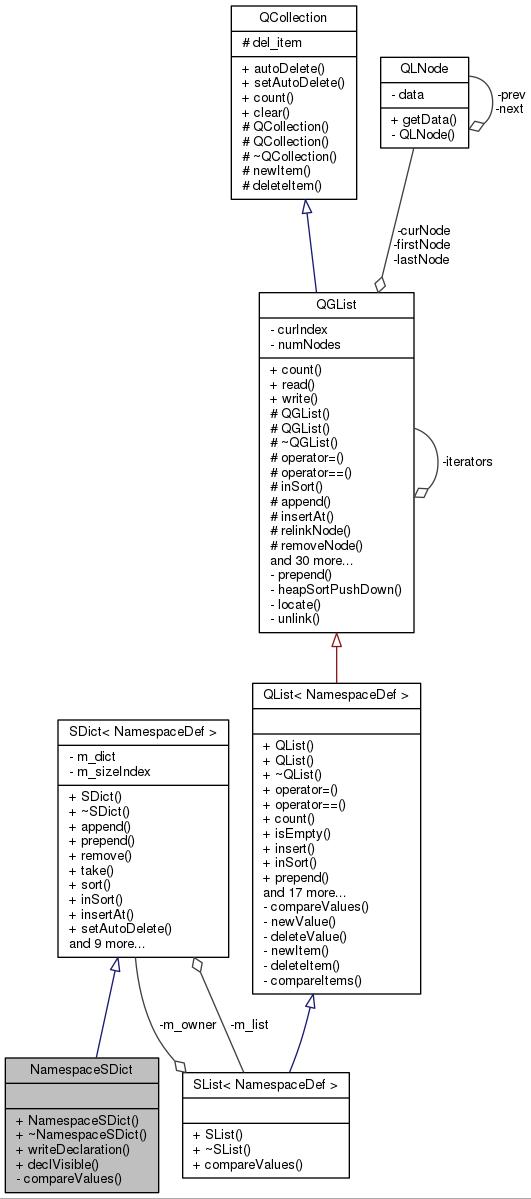 QCollection
# del_item
+ autoDelete()
+ setAutoDelete()
+ count()
+ clear()
# QCollection()
# QCollection()
# ~QCollection()
# newItem()
# deleteItem()
QLNode
- data
+ getData()
- QLNode()
-prev
-next
-curNode
-firstNode
-lastNode
QGList
- curIndex
- numNodes
+ count()
+ read()
+ write()
# QGList()
# QGList()
# ~QGList()
# operator=()
# operator==()
# inSort()
# append()
# insertAt()
# relinkNode()
# removeNode()
and 30 more...
- prepend()
- heapSortPushDown()
- locate()
- unlink()
-iterators
QList< NamespaceDef >
+ QList()
+ QList()
+ ~QList()
+ operator=()
+ operator==()
+ count()
+ isEmpty()
+ insert()
+ inSort()
+ prepend()
and 17 more...
- compareValues()
- newValue()
- deleteValue()
- newItem()
- deleteItem()
- compareItems()
SDict< NamespaceDef >
- m_dict
- m_sizeIndex
+ SDict()
+ ~SDict()
+ append()
+ prepend()
+ remove()
+ take()
+ sort()
+ inSort()
+ insertAt()
+ setAutoDelete()
and 9 more...
-m_owner
-m_list
NamespaceSDict
+ NamespaceSDict()
+ ~NamespaceSDict()
+ writeDeclaration()
+ declVisible()
- compareValues()
SList< NamespaceDef >
+ SList()
+ ~SList()
+ compareValues()